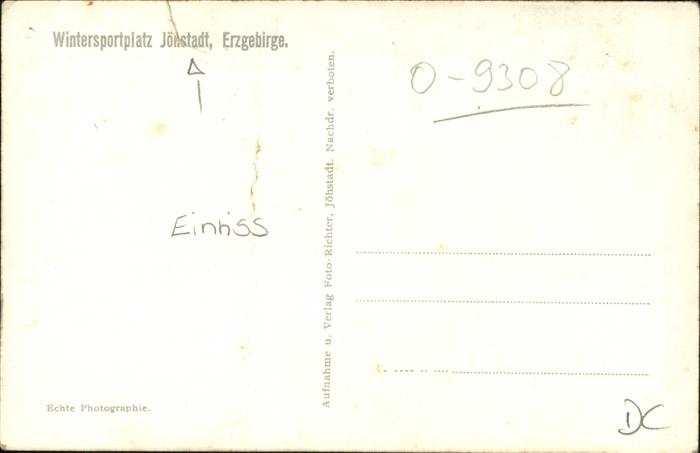 Wintersportplatz Jöhstadt, Erzgebirge.
Einriss
Echte Photographie.
Aufnahme u. Verlag Foto-Richter, Jöhstadt. Nachdr. verboten.
O-9308
DC